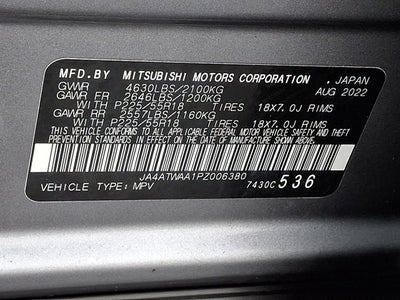 MFD.BY MITSUBISHI MOTORS CORPORATION , JAPAN
GVWR 4630LBS/2100KG AUG 2022
GAWR FR 2646LBS/1200KG
WITH P225/55R18 TIRES 18X7.0J RIMS
GAWR RR 2557LBS/1160KG
WITH P225/55R18 TIRES 18X7.0J RIMS
THIS VEHICLE CONFORMS TO ALL APPLICABLE FEDERAL MOTOR VEHICLE SAFETY, BUMPER AND THEFT PREVENTION STANDARDS IN EFFECT ON THE DATE OF MANUFACTURE SHOWN ABOVE.
JA4ATWAA1PZ006380
VEHICLE TYPE: MPV 7430C 536